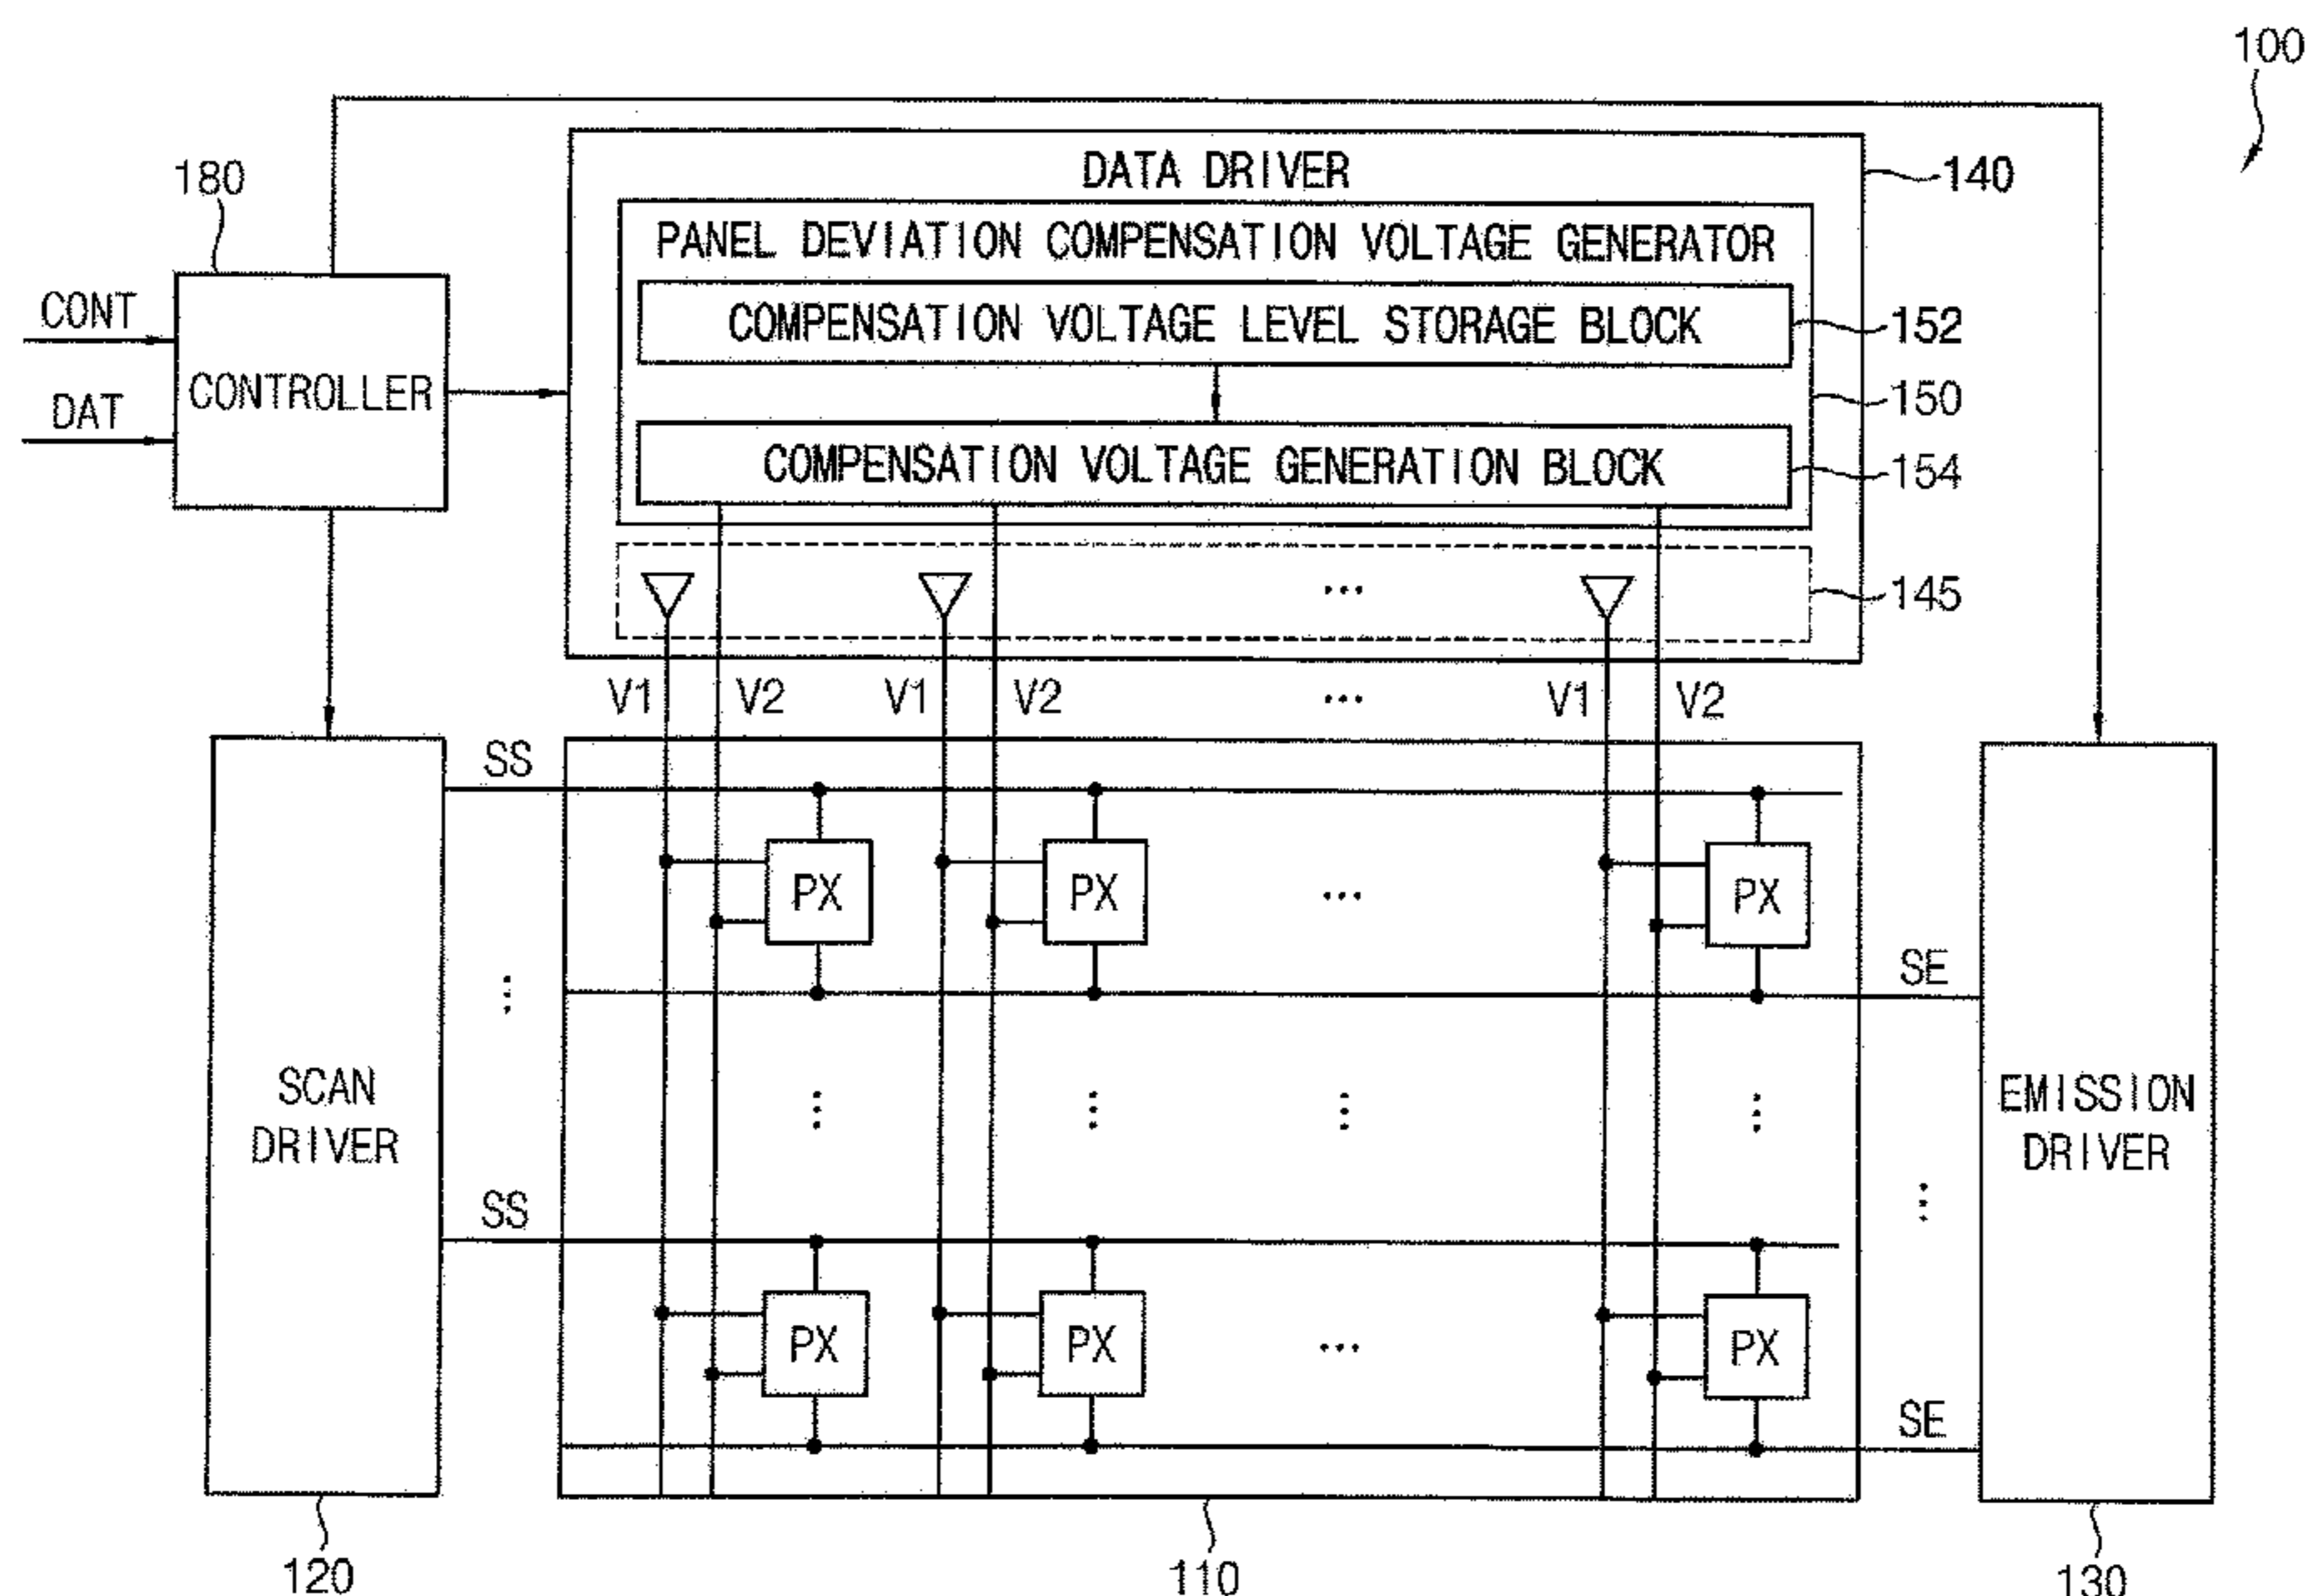 100
DATA DRIVER
140
180
PANEL DEVIATION COMPENSATION VOLTAGE GENERATOR
CONT
COMPENSATION VOLTAGE LEVEL STORAGE BLOCK
152
CONTROLLER
150
DAT
COMPENSATION VOLTAGE GENERATION BLOCK
154
...
145
V1 V2 V1 V2 ... V1 V2
SS
PX PX ... PX
SE
SCAN
DRIVER
EMISSION
DRIVER
SS
PX PX ... PX
SE
120
110
130